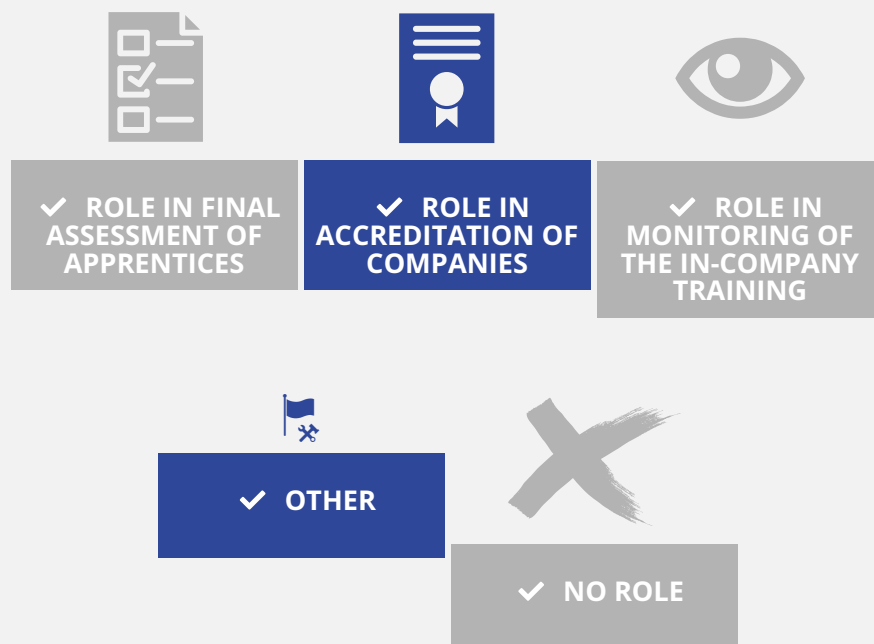 ROLE IN FINAL
ASSESSMENT OF
APPRENTICES
ROLE IN
ACCREDITATION OF
COMPANIES
ROLE IN
MONITORING OF
THE IN-COMPANY
TRAINING
OTHER
NO ROLE